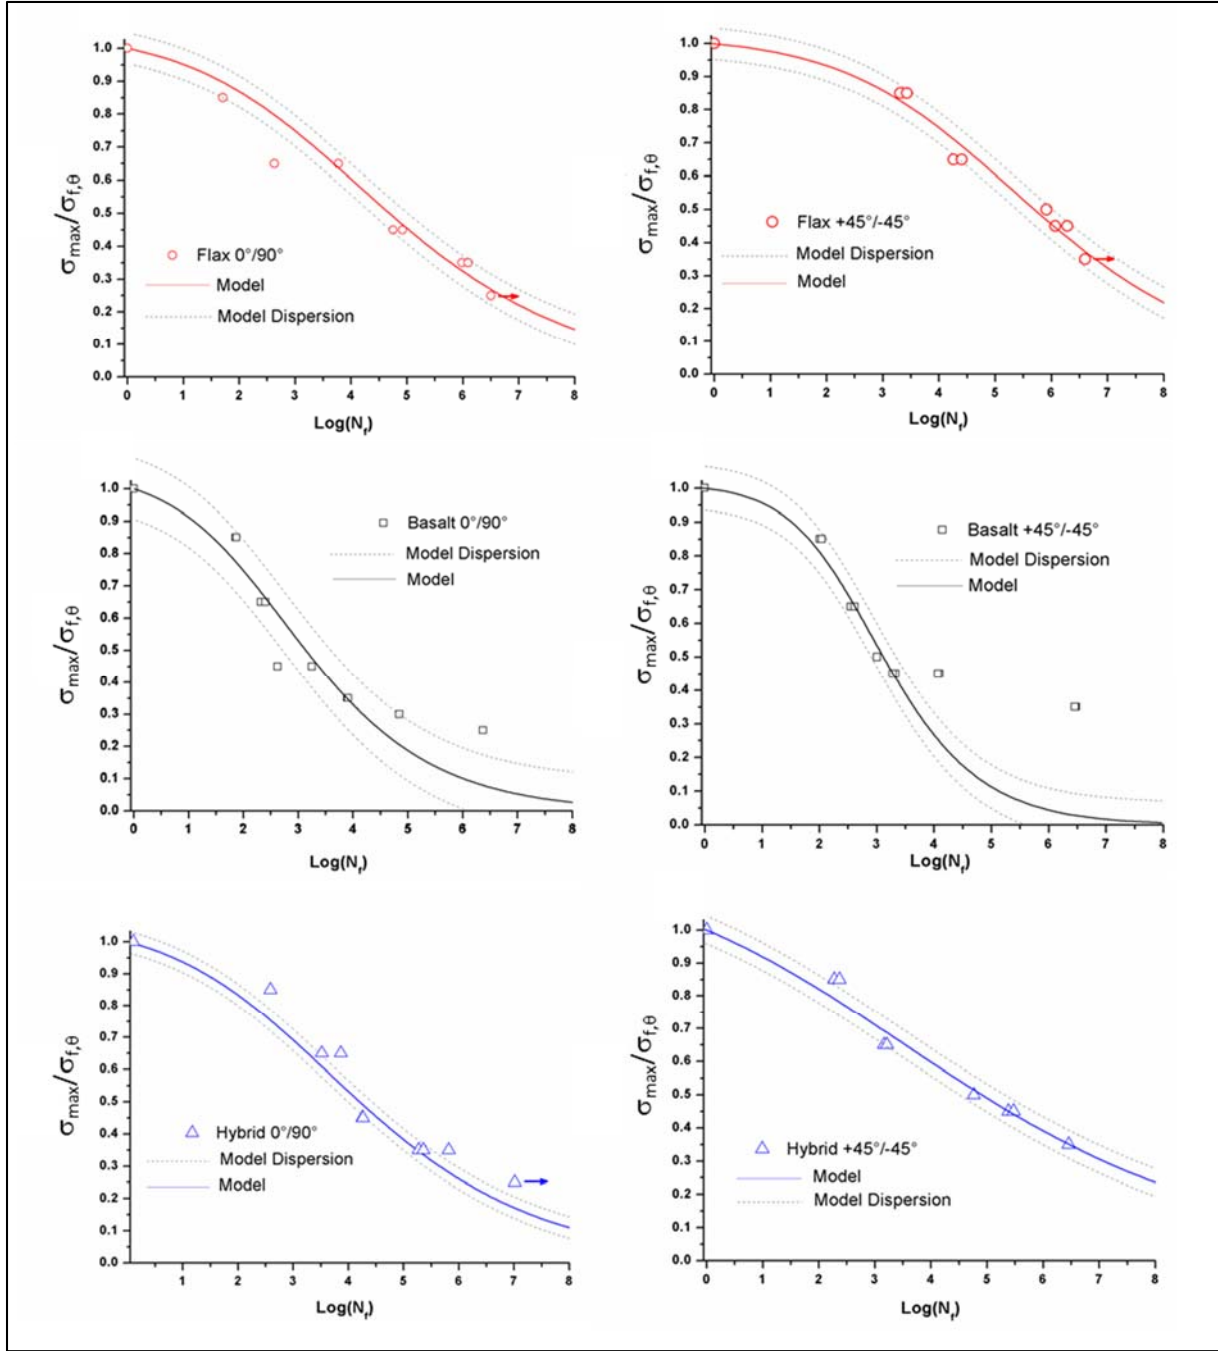 1.0
0.9
0.8
0.7
0.6
0.5
0.4
0.3
0.2
0.1
0.0
σmax/σf,θ
Flax 0°/90°
Model
Model Dispersion
0 1 2 3 4 5 6 7 8
Log(Nf)
1.0
0.9
0.8
0.7
0.6
0.5
0.4
0.3
0.2
0.1
0.0
σmax/σf,θ
Flax +45°/-45°
Model Dispersion
Model
0 1 2 3 4 5 6 7 8
Log(Nf)
1.0
0.9
0.8
0.7
0.6
0.5
0.4
0.3
0.2
0.1
0.0
σmax/σf,θ
Basalt 0°/90°
Model Dispersion
Model
0 1 2 3 4 5 6 7 8
Log(Nf)
1.0
0.9
0.8
0.7
0.6
0.5
0.4
0.3
0.2
0.1
0.0
σmax/σf,θ
Basalt +45°/-45°
Model Dispersion
Model
0 1 2 3 4 5 6 7 8
Log(Nf)
1.0
0.9
0.8
0.7
0.6
0.5
0.4
0.3
0.2
0.1
0.0
σmax/σf,θ
Hybrid 0°/90°
Model Dispersion
Model
1 2 3 4 5 6 7 8
Log(Nf)
1.0
0.9
0.8
0.7
0.6
0.5
0.4
0.3
0.2
0.1
0.0
σmax/σf,θ
Hybrid +45°/-45°
Model
Model Dispersion
0 1 2 3 4 5 6 7 8
Log(Nf)